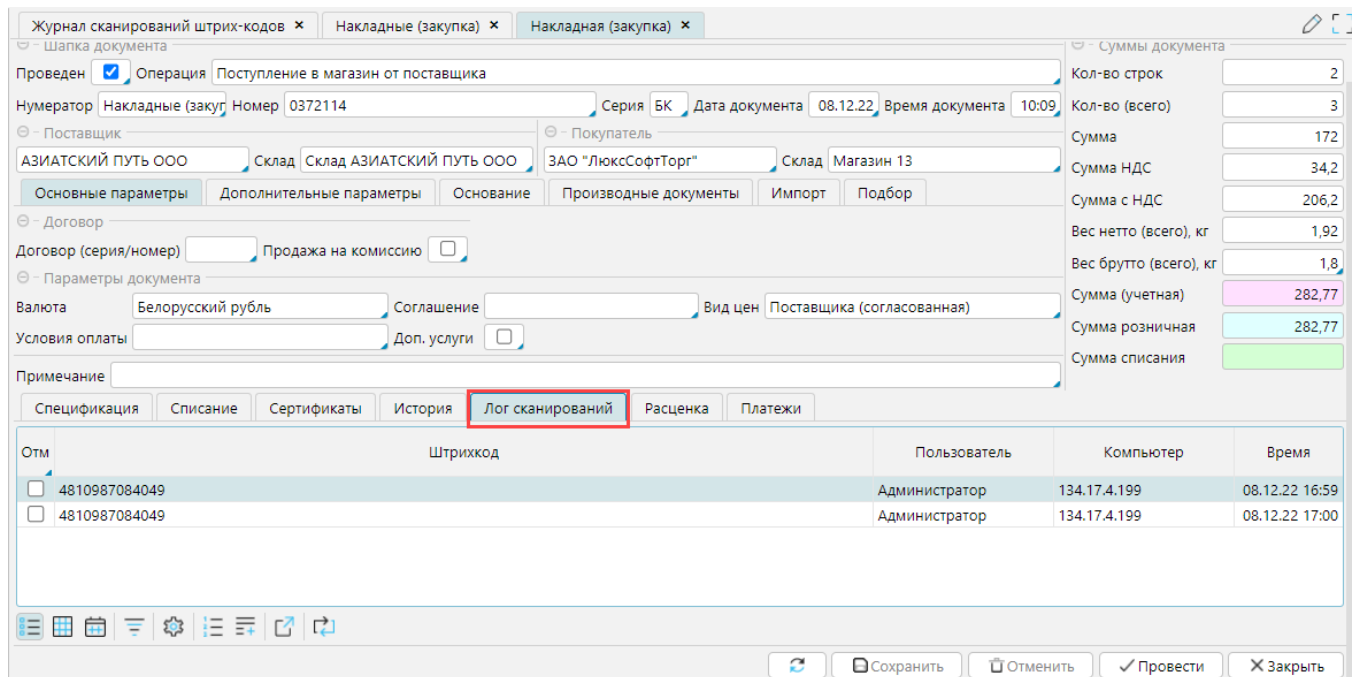 Журнал сканирований штрих-кодов × Накладные (закупка) × Накладная (закупка) ×
Шапка документа
Проведен Операция Поступление в магазин от поставщика
Нумератор Накладные (закуп Номер 0372114 Серия БК Дата документа 08.12.22 Время документа 10:09
Поставщик Покупатель
АЗИАТСКИЙ ПУТЬ ООО Склад Склад АЗИАТСКИЙ ПУТЬ ООО ЗАО "ЛюксСофтТорг" Склад Магазин 13
Основные параметры Дополнительные параметры Основание Производные документы Импорт Подбор
Договор
Договор (серия/номер) Продажа на комиссию
Параметры документа
Валюта Белорусский рубль Соглашение Вид цен Поставщика (согласованная)
Условия оплаты Доп. услуги
Примечание
Суммы документа
Кол-во строк 2
Кол-во (всего) 3
Сумма 172
Сумма НДС 34,2
Сумма с НДС 206,2
Вес нетто (всего), кг 1,92
Вес брутто (всего), кг 1,8
Сумма (учетная) 282,77
Сумма розничная 282,77
Сумма списания
Спецификация Списание Сертификаты История Лог сканирований Расценка Платежи
Отм Штрихкод Пользователь Компьютер Время
4810987084049 Администратор 134.17.4.199 08.12.22 16:59
4810987084049 Администратор 134.17.4.199 08.12.22 17:00
Сохранить Отменить Провести Закрыть